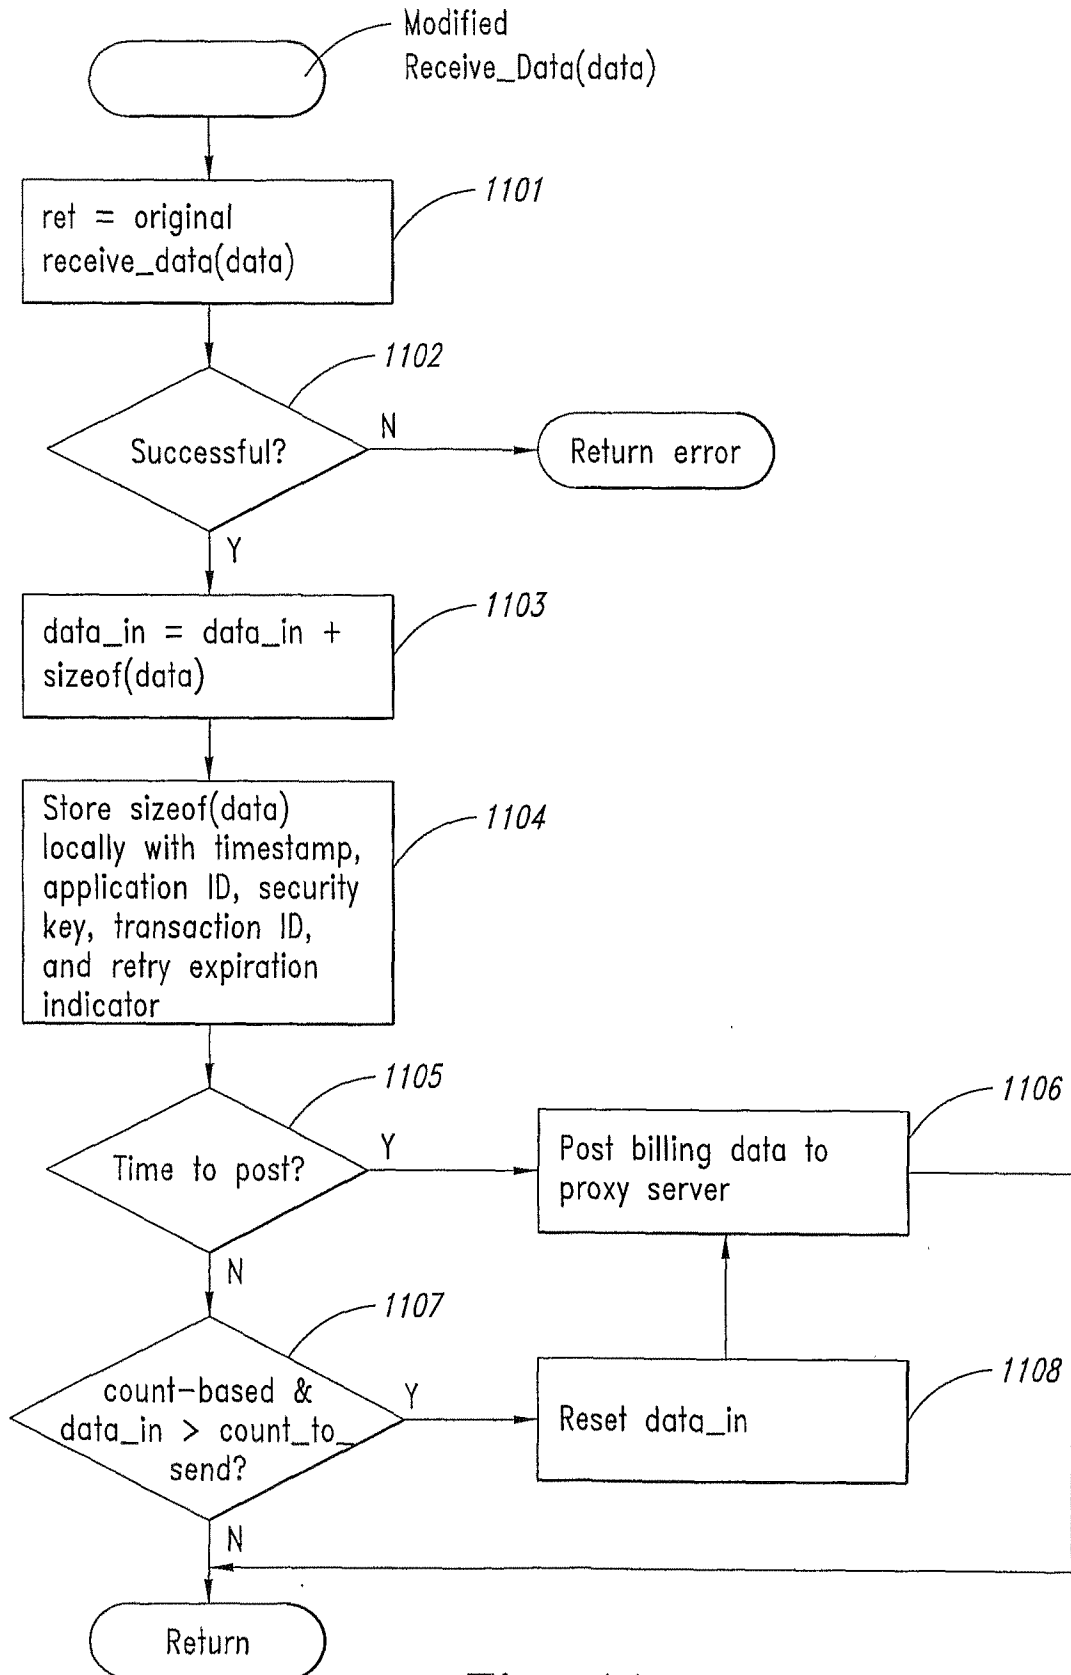 Modified
Receive_Data(data)
1101
ret = original
receive_data(data)
1102
Successful?
N
Return error
Y
1103
data_in = data_in +
sizeof(data)
1104
Store sizeof(data)
locally with timestamp,
application ID, security
key, transaction ID,
and retry expiration
indicator
1105
Time to post?
Y
1106
Post billing data to
proxy server
N
1107
count-based &
data_in > count_to_
send?
Y
1108
Reset data_in
N
Return